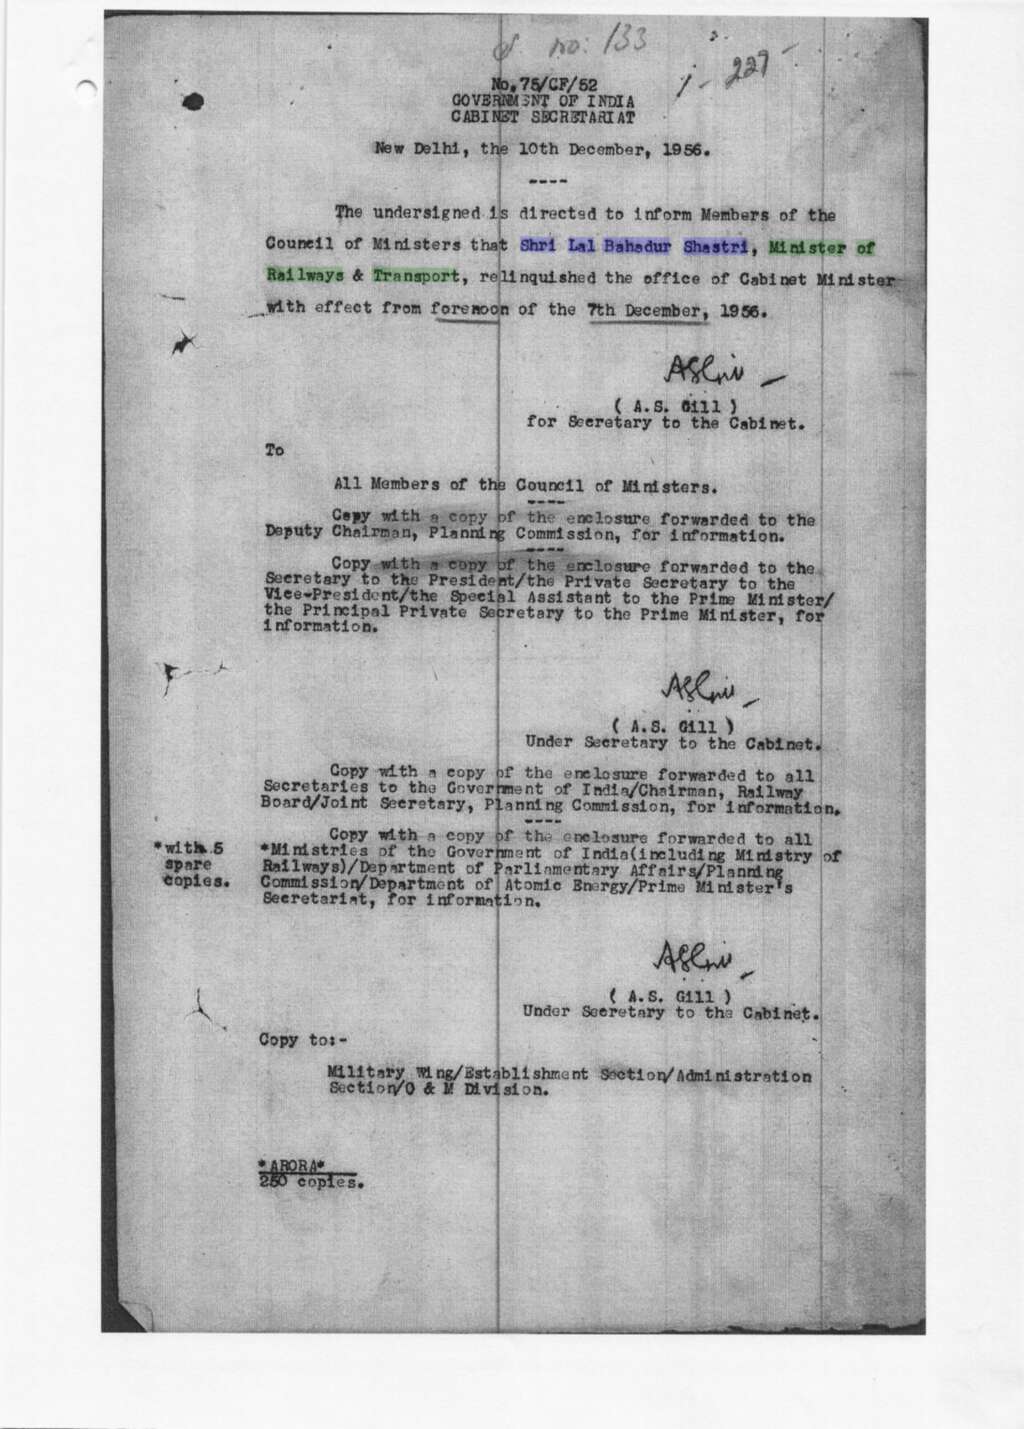 no: 133
227
No.75/CF/52
GOVERNMENT OF INDIA
CABINET SECRETARIAT
New Delhi, the 10th December, 1956.
----
The undersigned is directed to inform Members of the
Council of Ministers that Shri Lal Bahadur Shastri, Minister of
Railways & Transport, relinquished the office of Cabinet Minister
with effect from forenoon of the 7th December, 1956.
( A.S. Gill )
for Secretary to the Cabinet.
To
All Members of the Council of Ministers.
----
Copy with a copy of the enclosure forwarded to the
Deputy Chairman, Planning Commission, for information.
----
Copy with a copy of the enclosure forwarded to the
Secretary to the President/the Private Secretary to the
Vice-President/the Special Assistant to the Prime Minister/
the Principal Private Secretary to the Prime Minister, for
information.
( A.S. Gill )
Under Secretary to the Cabinet.
Copy with a copy of the enclosure forwarded to all
Secretaries to the Government of India/Chairman, Railway
Board/Joint Secretary, Planning Commission, for information.
----
Copy with a copy of the enclosure forwarded to all
*Ministries of the Government of India(including Ministry of
Railways)/Department of Parliamentary Affairs/Planning
Commission/Department of Atomic Energy/Prime Minister's
Secretariat, for information.
*with 5
spare
copies.
( A.S. Gill )
Under Secretary to the Cabinet.
Copy to:-
Military Wing/Establishment Section/Administration
Section/O & M Division.
*ARORA*
250 copies.